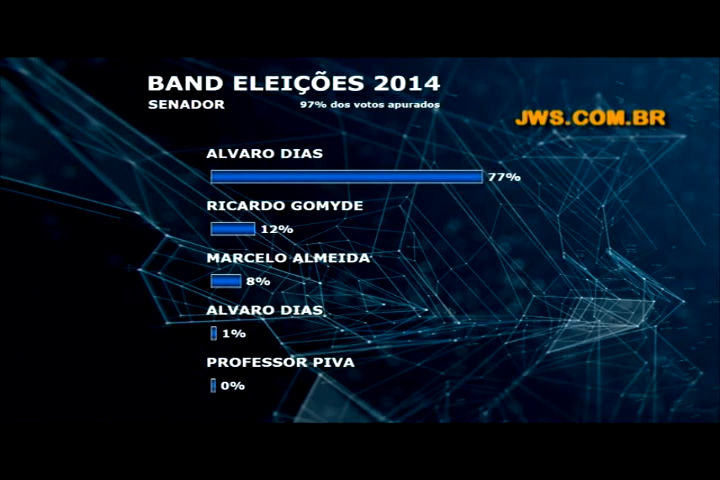 BAND ELEIÇÕES 2014
SENADOR 97% dos votos apurados
JWS.COM.BR
ALVARO DIAS
77%
RICARDO GOMYDE
12%
MARCELO ALMEIDA
8%
ALVARO DIAS.
1%
PROFESSOR PIVA
0%